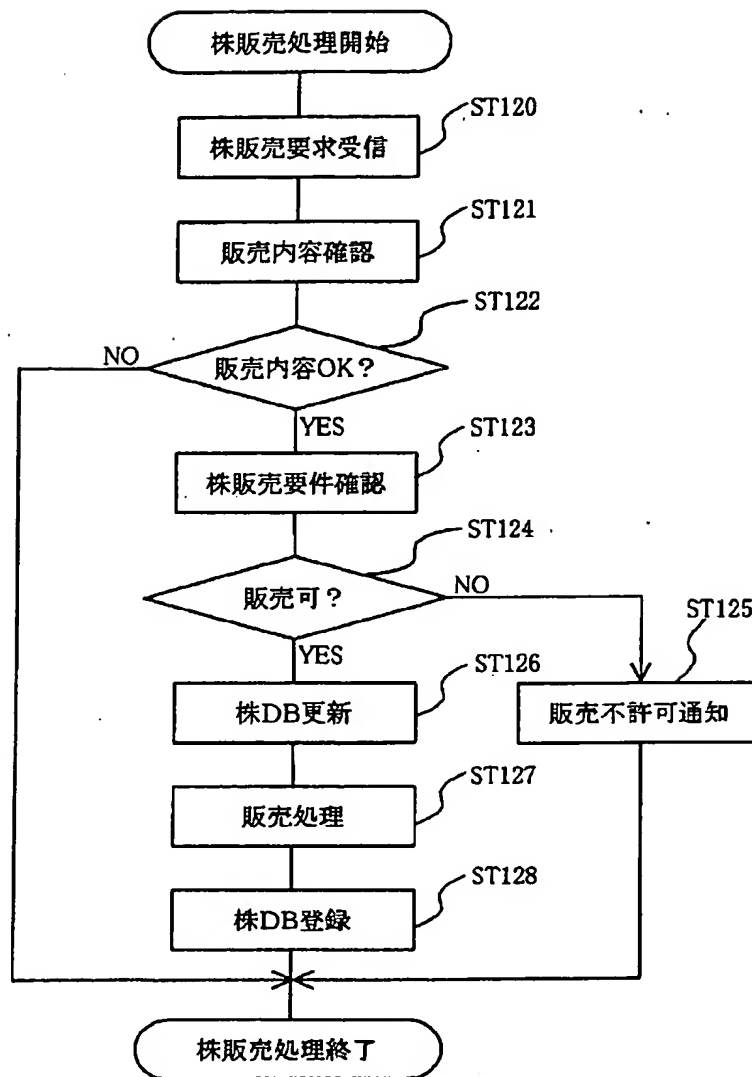 株販売処理開始
ST120
株販売要求受信
ST121
販売内容確認
ST122
NO
販売内容OK？
YES
ST123
株販売要件確認
ST124
販売可？
NO
ST125
YES
ST126
株DB更新
販売不許可通知
ST127
販売処理
ST128
株DB登録
株販売処理終了